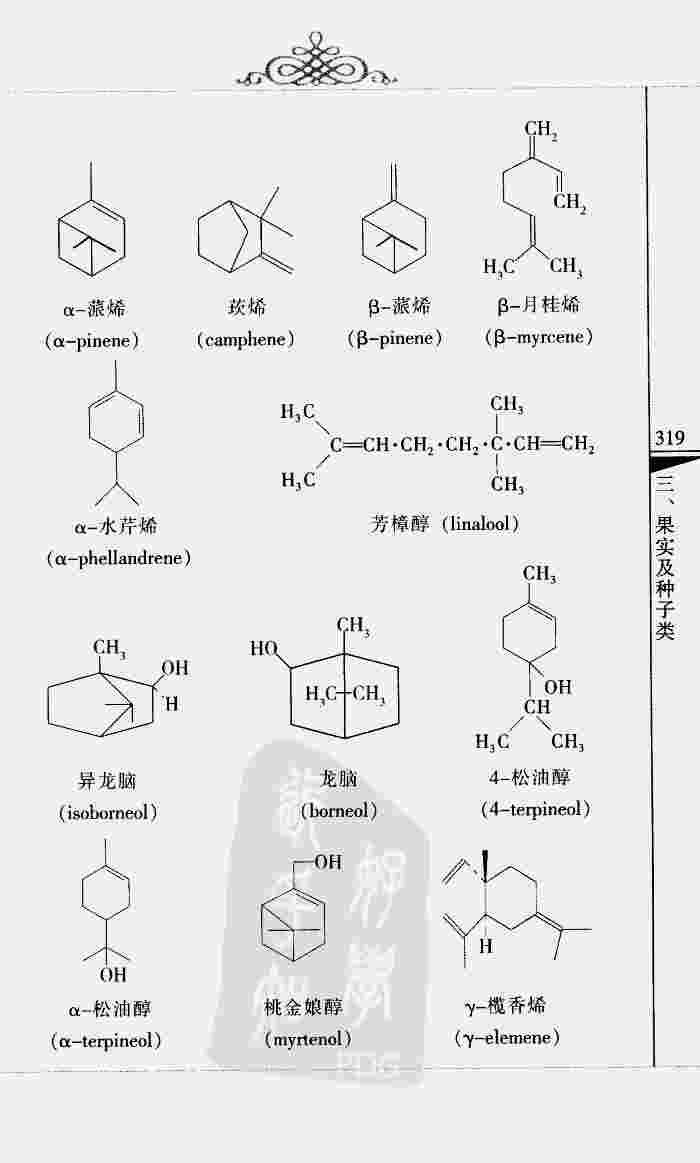 CH₂
CH₂
H₃C CH₃
α-蒎烯 莰烯 β-蒎烯 β-月桂烯
(α-pinene) (camphene) (β-pinene) (β-myrcene)
H₃C CH₃
C=CH·CH₂·CH₂·C·CH=CH₂
H₃C CH₃
α-水芹烯 芳樟醇 (linalool)
(α-phellandrene)
319
三、果实及种子类
CH₃ OH H
HO CH₃ H₃C CH₃
CH₃ OH CH H₃C CH₃
异龙脑 龙脑 4-松油醇
(isoborneol) (borneol) (4-terpineol)
OH OH H
α-松油醇 桃金娘醇 γ-榄香烯
(α-terpineol) (myrtenol) (γ-elemene)
PDG